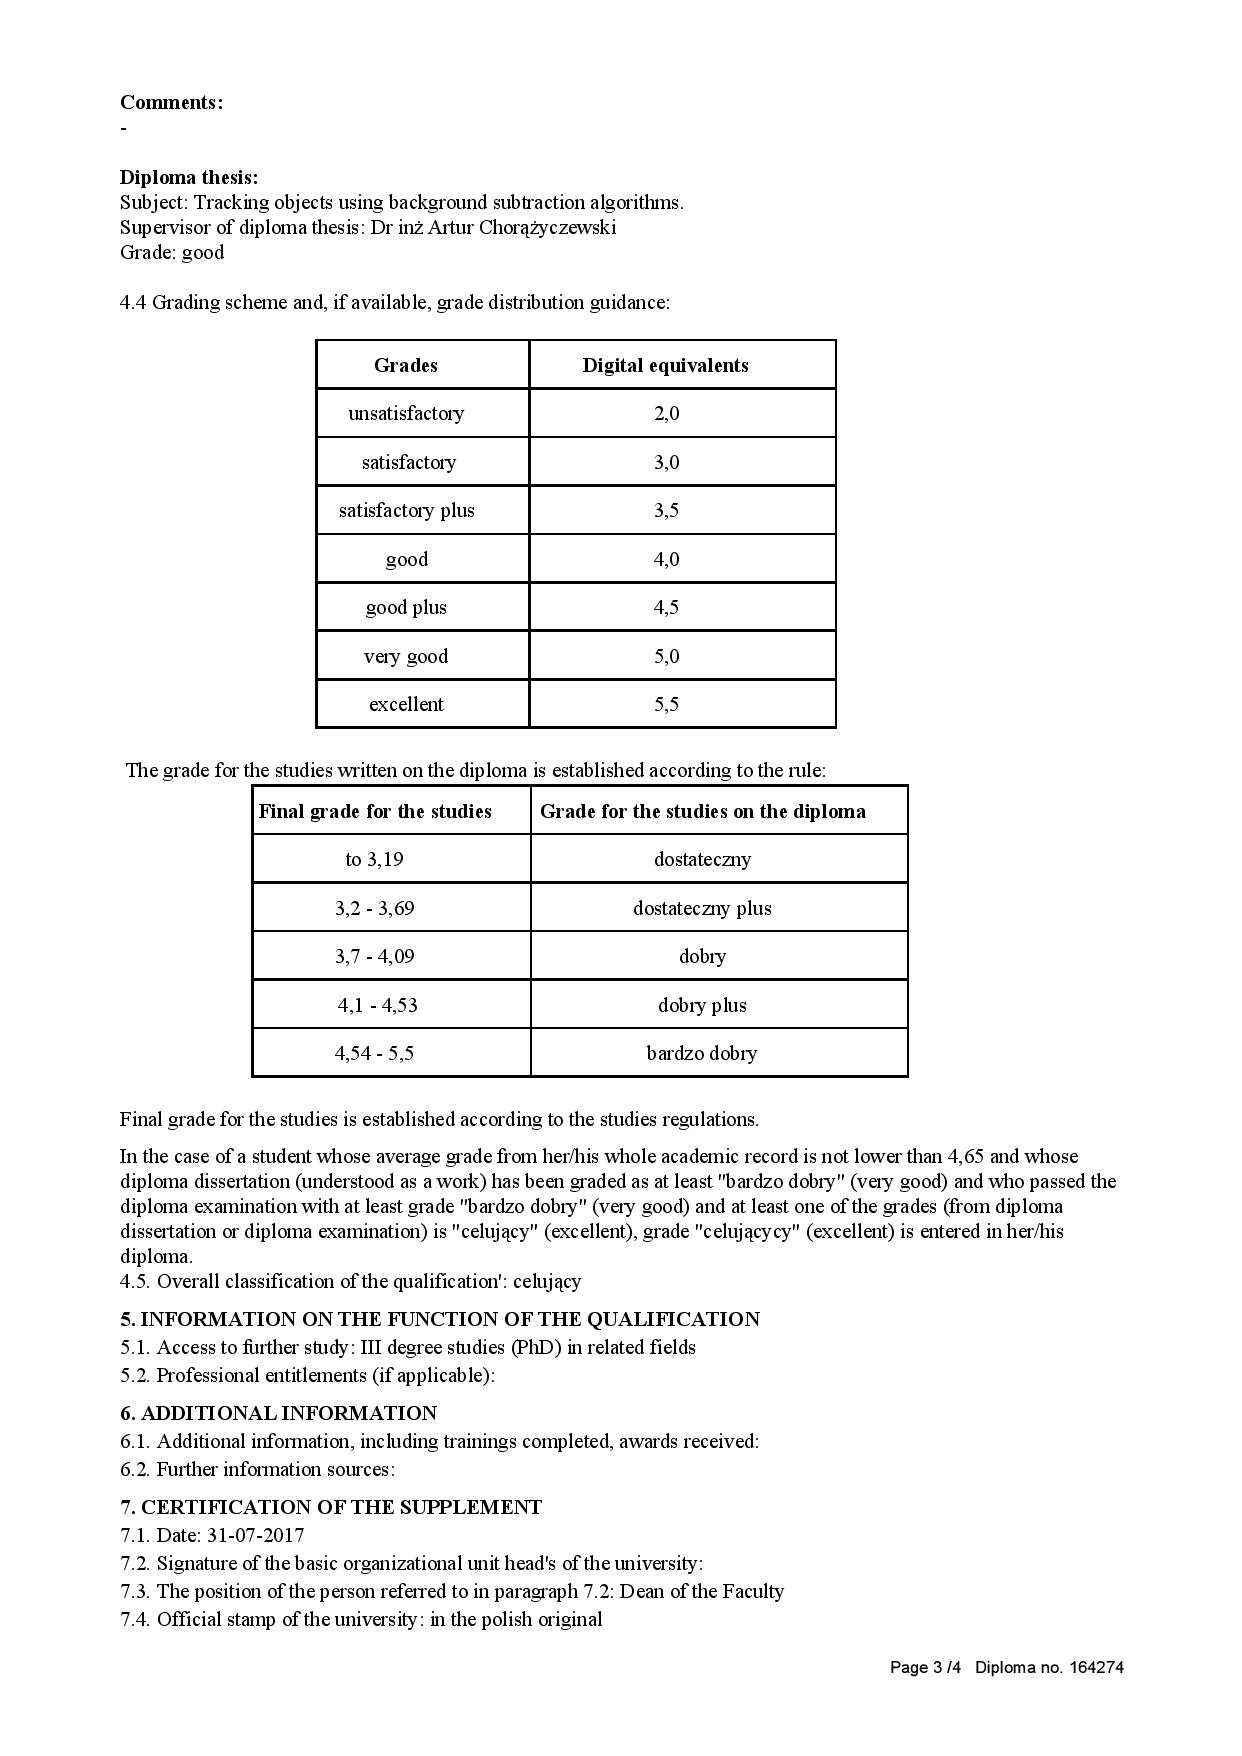 Comments:
-
Diploma thesis:
Subject: Tracking objects using background subtraction algorithms.
Supervisor of diploma thesis: Dr inż Artur Chorążyczewski
Grade: good
4.4 Grading scheme and, if available, grade distribution guidance:
Grades Digital equivalents
unsatisfactory 2,0
satisfactory 3,0
satisfactory plus 3,5
good 4,0
good plus 4,5
very good 5,0
excellent 5,5
The grade for the studies written on the diploma is established according to the rule:
Final grade for the studies Grade for the studies on the diploma
to 3,19 dostateczny
3,2 - 3,69 dostateczny plus
3,7 - 4,09 dobry
4,1 - 4,53 dobry plus
4,54 - 5,5 bardzo dobry
Final grade for the studies is established according to the studies regulations.
In the case of a student whose average grade from her/his whole academic record is not lower than 4,65 and whose
diploma dissertation (understood as a work) has been graded as at least "bardzo dobry" (very good) and who passed the
diploma examination with at least grade "bardzo dobry" (very good) and at least one of the grades (from diploma
dissertation or diploma examination) is "celujący" (excellent), grade "celującycy" (excellent) is entered in her/his
diploma.
4.5. Overall classification of the qualification': celujący
5. INFORMATION ON THE FUNCTION OF THE QUALIFICATION
5.1. Access to further study: III degree studies (PhD) in related fields
5.2. Professional entitlements (if applicable):
6. ADDITIONAL INFORMATION
6.1. Additional information, including trainings completed, awards received:
6.2. Further information sources:
7. CERTIFICATION OF THE SUPPLEMENT
7.1. Date: 31-07-2017
7.2. Signature of the basic organizational unit head's of the university:
7.3. The position of the person referred to in paragraph 7.2: Dean of the Faculty
7.4. Official stamp of the university: in the polish original
Page 3 /4 Diploma no. 164274